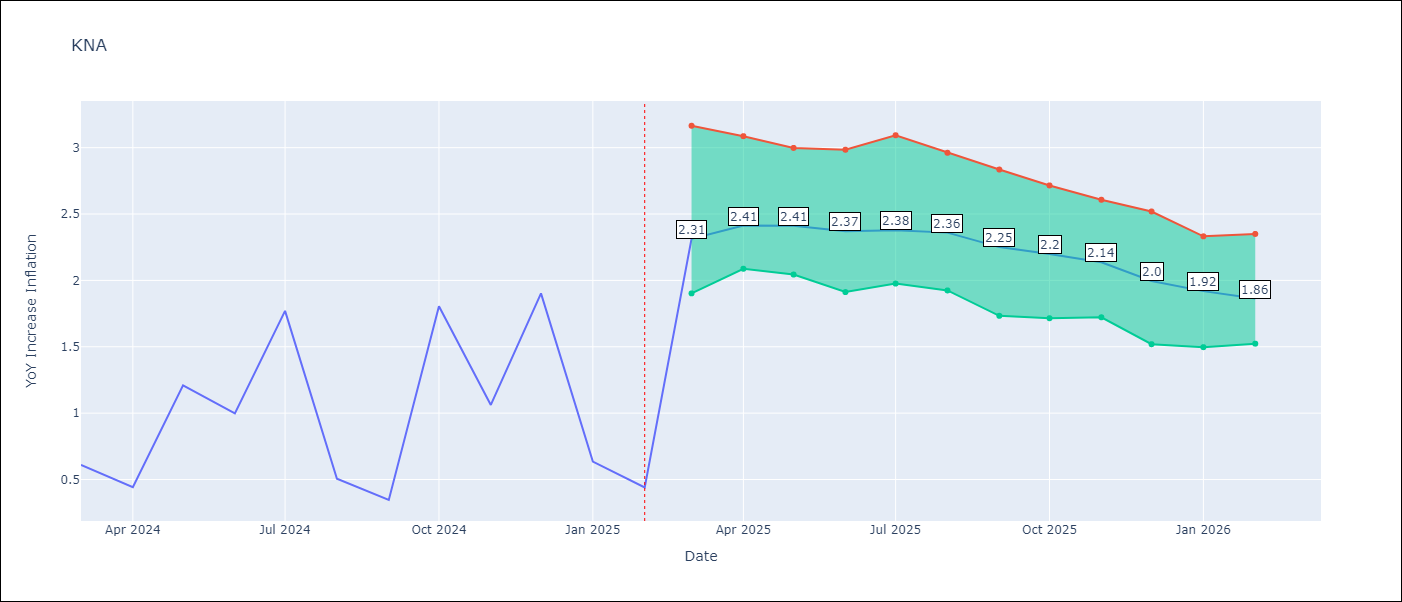 KNA
YoY Increase Inflation
3
2.5
2
1.5
1
0.5
2.31
2.41
2.41
2.37
2.38
2.36
2.25
2.2
2.14
2.0
1.92
1.86
Apr 2024
Jul 2024
Oct 2024
Jan 2025
Apr 2025
Jul 2025
Oct 2025
Jan 2026
Date